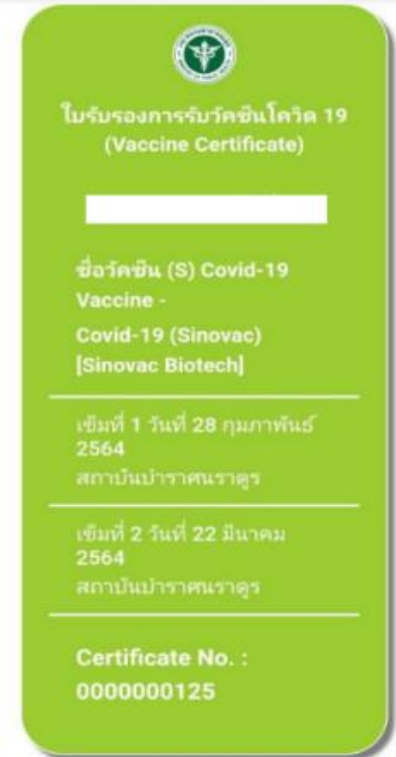 ใบรับรองการรับวัคซีนโควิด 19
(Vaccine Certificate)
ชื่อวัคซีน (S) Covid-19
Vaccine -
Covid-19 (Sinovac)
[Sinovac Biotech]
เข็มที่ 1 วันที่ 28 กุมภาพันธ์
2564
สถาบันบำราศนราดูร
เข็มที่ 2 วันที่ 22 มีนาคม
2564
สถาบันบำราศนราดูร
Certificate No. :
0000000125